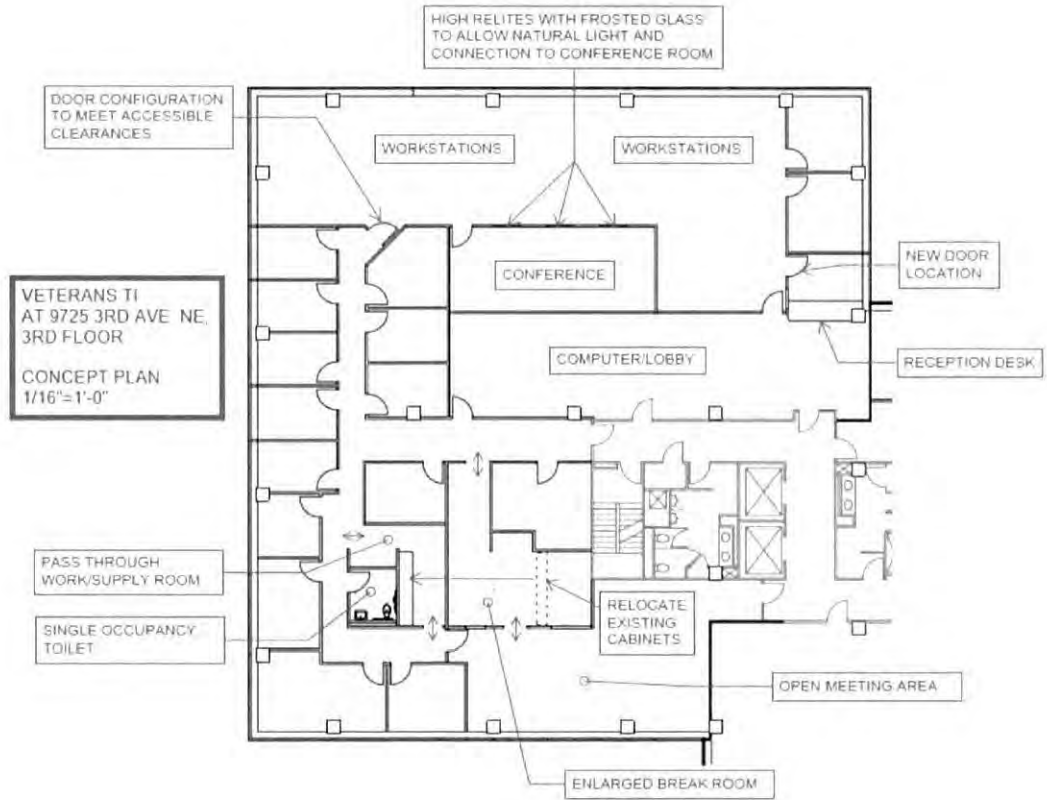 HIGH RELITES WITH FROSTED GLASS
TO ALLOW NATURAL LIGHT AND
CONNECTION TO CONFERENCE ROOM
DOOR CONFIGURATION
TO MEET ACCESSIBLE
CLEARANCES
WORKSTATIONS
WORKSTATIONS
CONFERENCE
NEW DOOR
LOCATION
VETERANS TI
AT 9725 3RD AVE NE,
3RD FLOOR
CONCEPT PLAN
1/16"=1'-0"
COMPUTER/LOBBY
RECEPTION DESK
PASS THROUGH
WORK/SUPPLY ROOM
SINGLE OCCUPANCY
TOILET
RELOCATE
EXISTING
CABINETS
OPEN MEETING AREA
ENLARGED BREAK ROOM